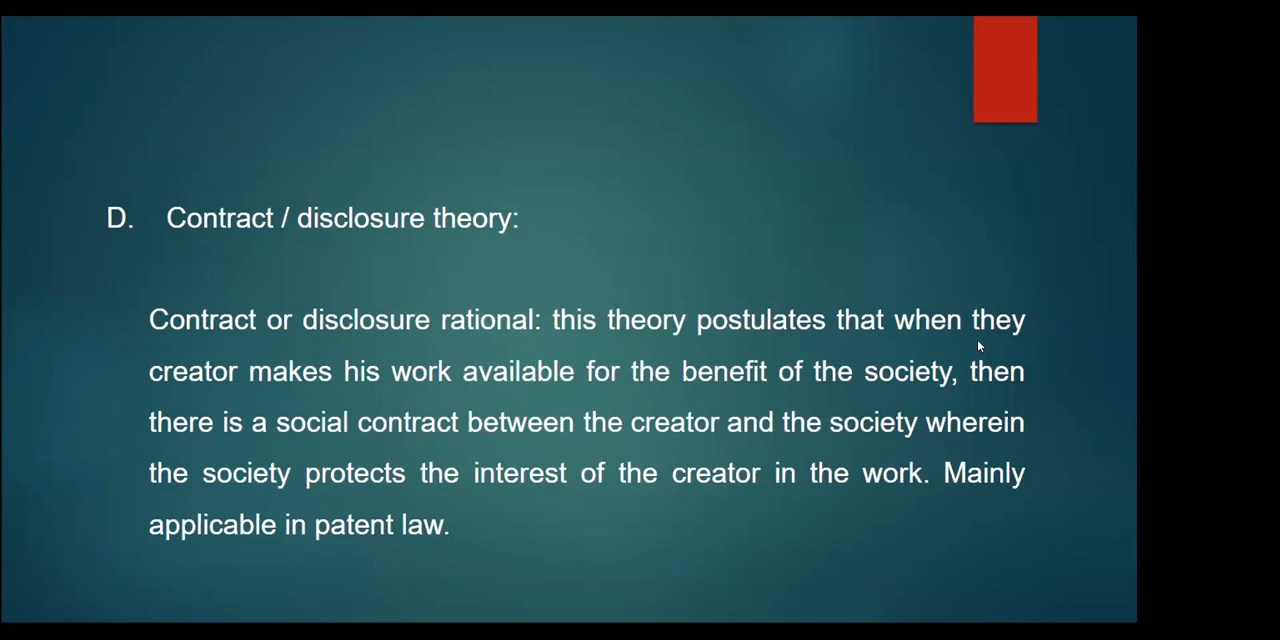 D. Contract / disclosure theory:
Contract or disclosure rational: this theory postulates that when they
creator makes his work available for the benefit of the society, then
there is a social contract between the creator and the society wherein
the society protects the interest of the creator in the work. Mainly
applicable in patent law.